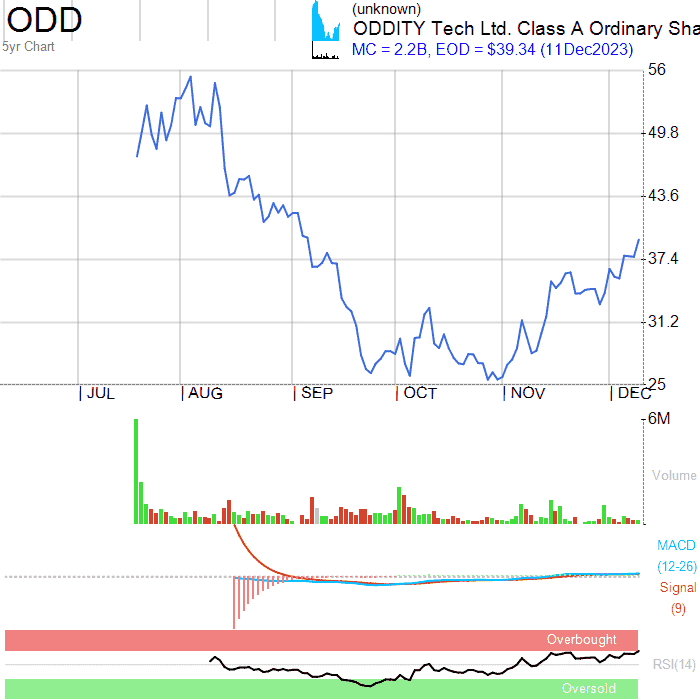 ODD
5yr Chart
(unknown)
ODDITY Tech Ltd. Class A Ordinary Sha
MC = 2.2B, EOD = $39.34 (11Dec2023)
56
49.8
43.6
37.4
31.2
25
JUL AUG SEP OCT NOV DEC
6M
Volume
MACD
(12-26)
Signal
(9)
Overbought
RSI(14)
Oversold